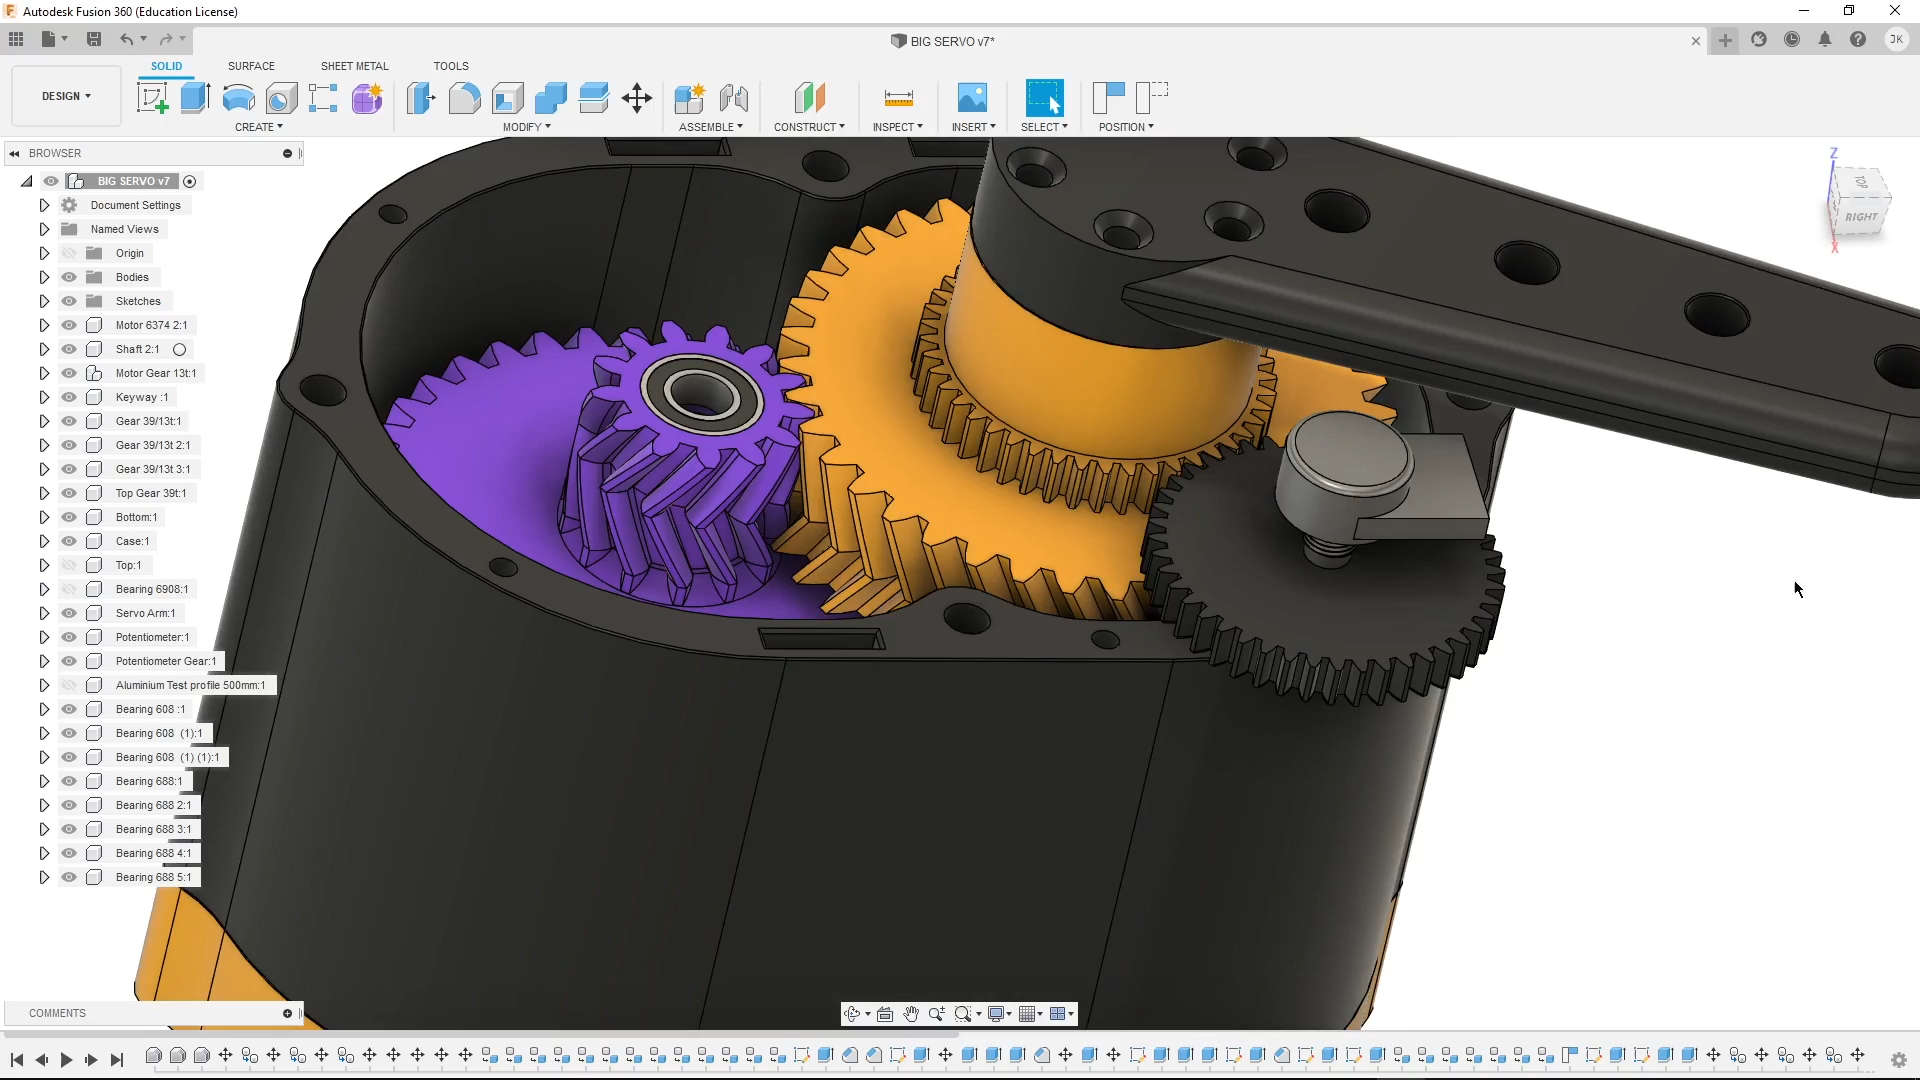 Autodesk Fusion 360 (Education License)
BIG SERVO v7*
JK
DESIGN
SOLID
SURFACE
SHEET METAL
TOOLS
CREATE
MODIFY
ASSEMBLE
CONSTRUCT
INSPECT
INSERT
SELECT
POSITION
BROWSER
BIG SERVO v7
Document Settings
Named Views
Origin
Bodies
Sketches
Motor 6374 2:1
Shaft 2:1
Motor Gear 13t:1
Keyway :1
Gear 39/13t:1
Gear 39/13t 2:1
Gear 39/13t 3:1
Top Gear 39t:1
Bottom:1
Case:1
Top:1
Bearing 6908:1
Servo Arm:1
Potentiometer:1
Potentiometer Gear:1
Aluminium Test profile 500mm:1
Bearing 608 :1
Bearing 608 (1):1
Bearing 608 (1) (1):1
Bearing 688:1
Bearing 688 2:1
Bearing 688 3:1
Bearing 688 4:1
Bearing 688 5:1
Z
TOP
RIGHT
X
COMMENTS